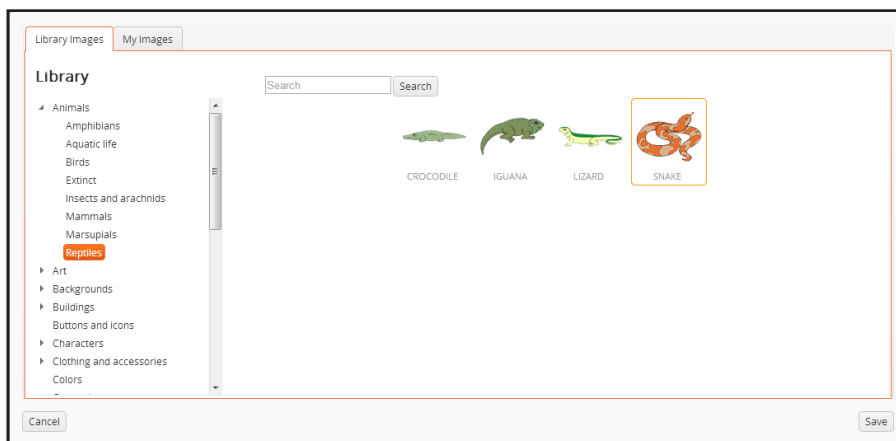 Library Images
My Images
Library
Search
Search
Animals
Amphibians
Aquatic life
Birds
Extinct
Insects and arachnids
Mammals
Marsupials
Reptiles
Art
Backgrounds
Buildings
Buttons and icons
Characters
Clothing and accessories
Colors
CROCODILE
IGUANA
LIZARD
SNAKE
Cancel
Save